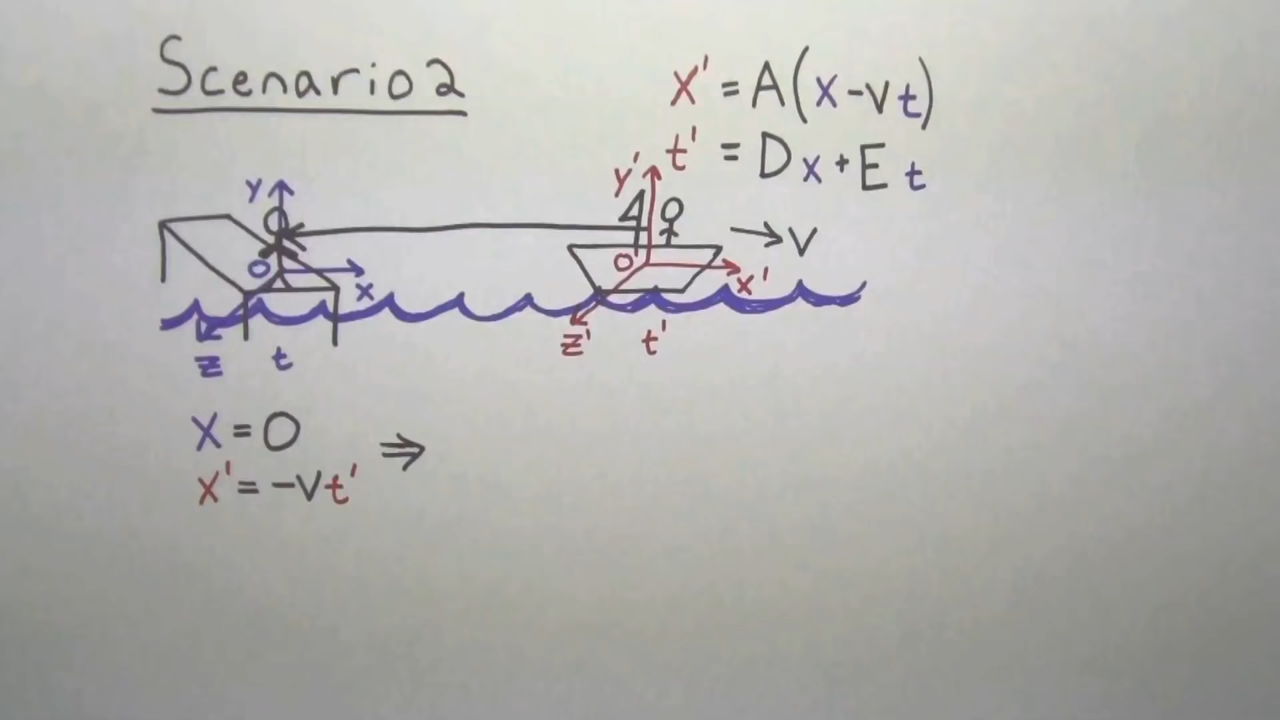 Scenario 2
x' = A(x-vt)
t' = Dx + Et
y
y'
→ v
o
o
x
x'
z
t
z'
t'
x = 0
x' = -vt' ⇒